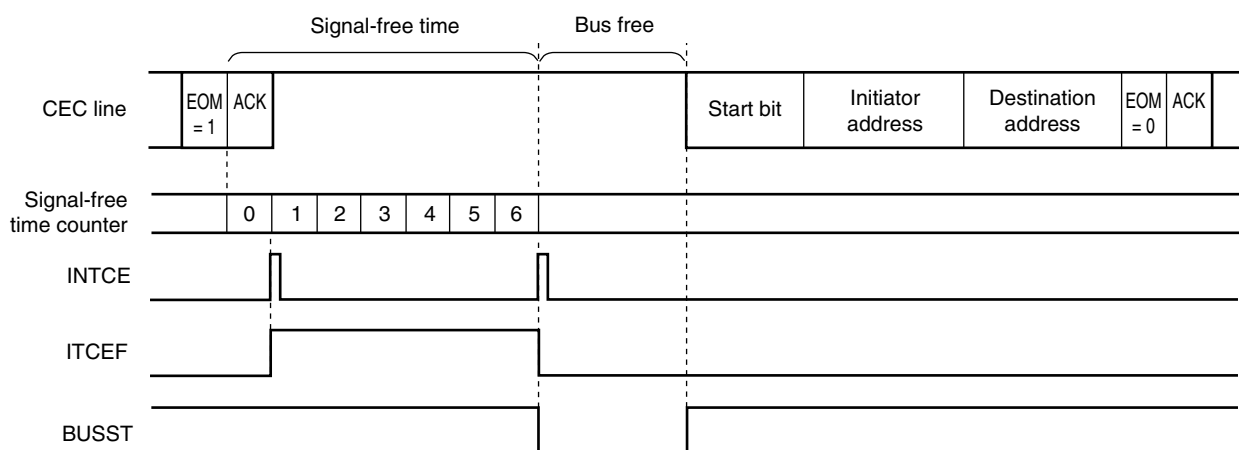 Signal-free time
Bus free
CEC line
EOM = 1
ACK
Start bit
Initiator address
Destination address
EOM = 0
ACK
Signal-free time counter
0 1 2 3 4 5 6
INTCE
ITCEF
BUSST